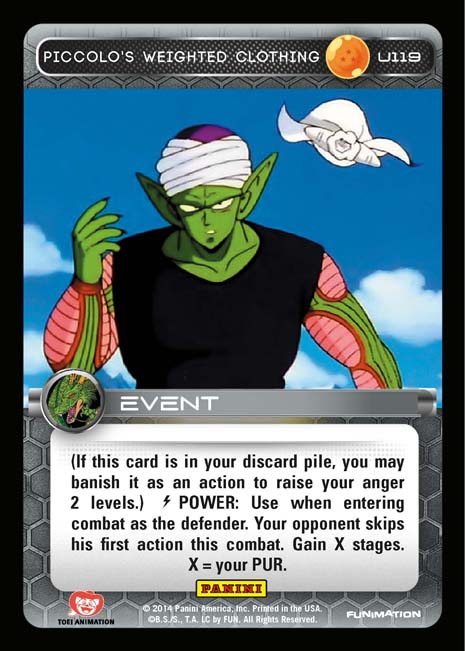 PICCOLO'S WEIGHTED CLOTHING U119
EVENT
(If this card is in your discard pile, you may
banish it as an action to raise your anger
2 levels.) POWER: Use when entering
combat as the defender. Your opponent skips
his first action this combat. Gain X stages.
X = your PUR.
PANINI
TOEI ANIMATION
© 2014 Panini America, Inc. Printed in the USA.
©B.S./S., T.A. LC by FUN. All Rights Reserved.
FUNIMATION